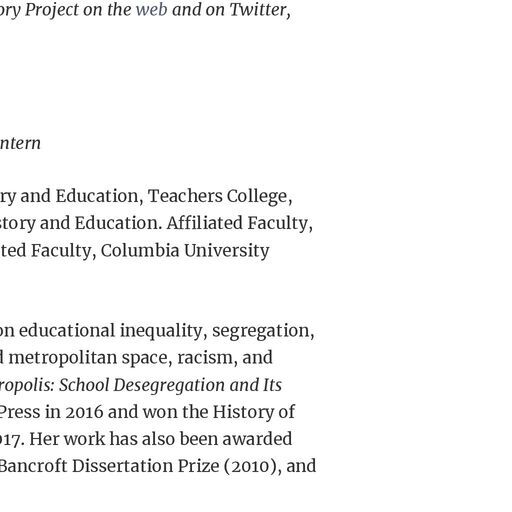 ory Project on the web and on Twitter,
ntern
ry and Education, Teachers College,
story and Education. Affiliated Faculty,
ted Faculty, Columbia University
on educational inequality, segregation,
d metropolitan space, racism, and
ropolis: School Desegregation and Its
Press in 2016 and won the History of
017. Her work has also been awarded
Bancroft Dissertation Prize (2010), and